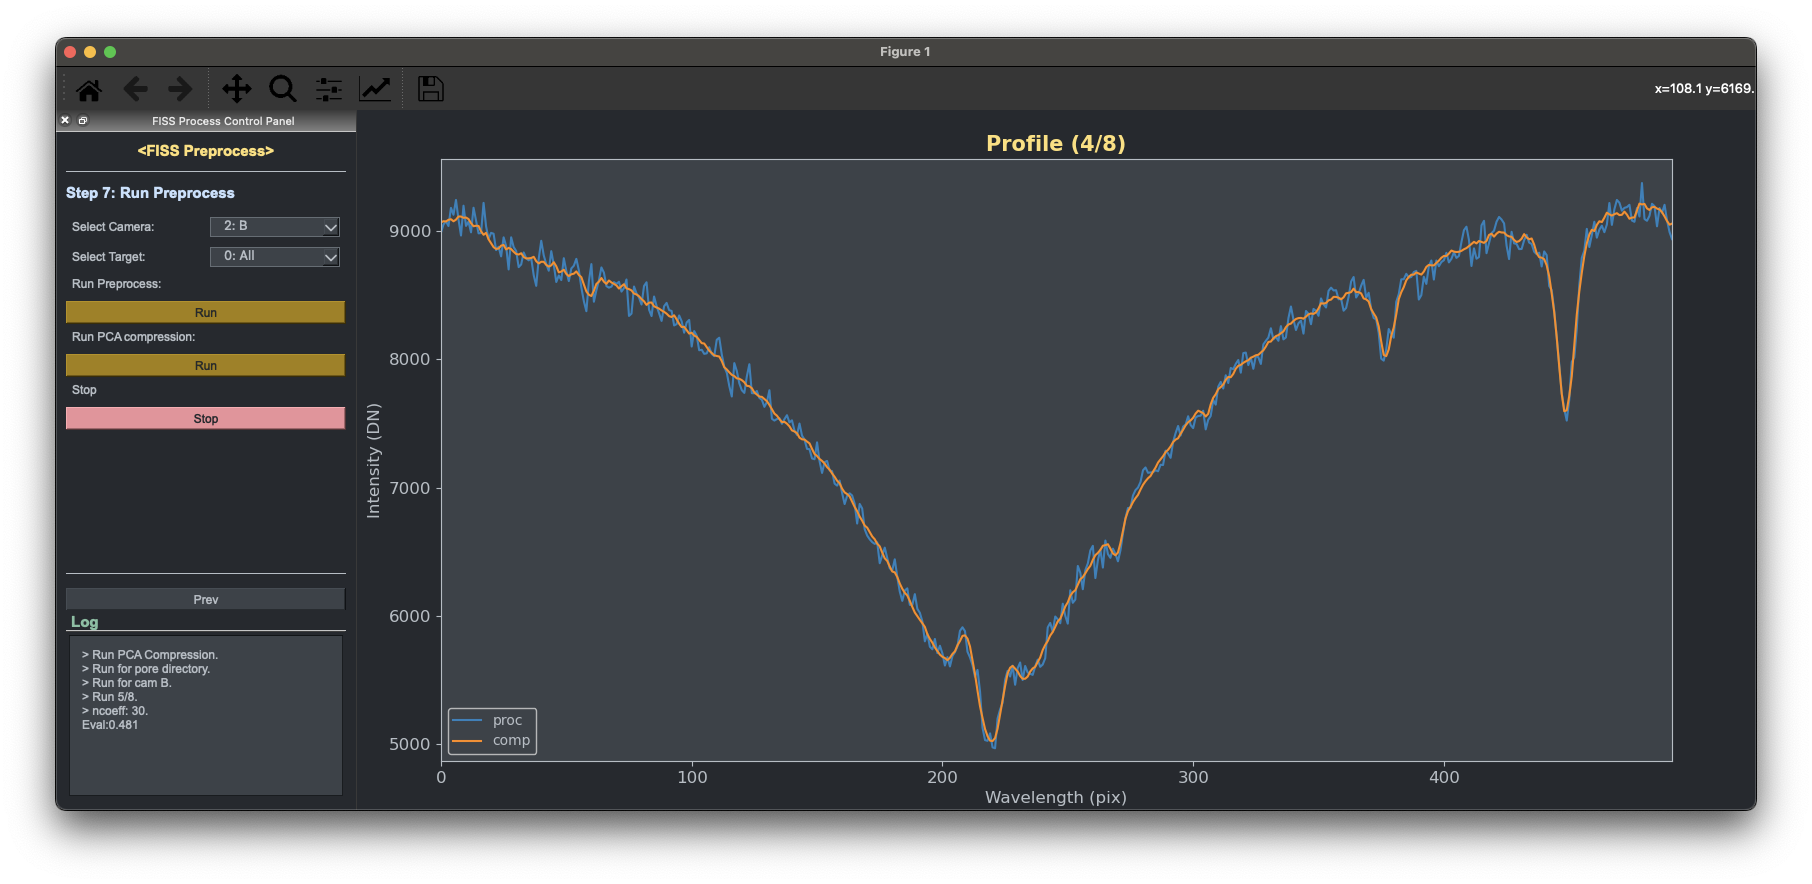 Figure 1
x=108.1 y=6169.
FISS Process Control Panel
<FISS Preprocess>
Step 7: Run Preprocess
Select Camera: 2: B
Select Target: 0: All
Run Preprocess:
Run
Run PCA compression:
Run
Stop
Stop
Prev
Log
> Run PCA Compression.
> Run for pore directory.
> Run for cam B.
> Run 5/8.
> ncoeff: 30.
Eval:0.481
Profile (4/8)
Intensity (DN)
9000
8000
7000
6000
5000
proc
comp
0 100 200 300 400
Wavelength (pix)